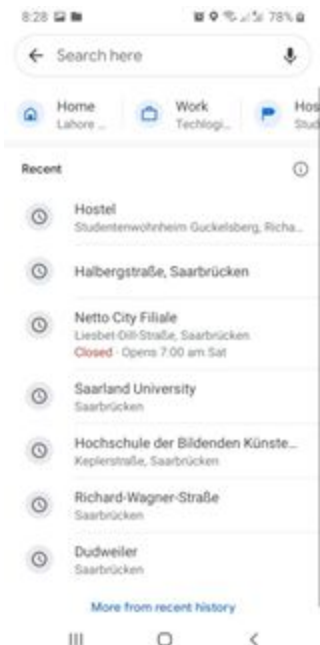 8:28
78%
Search here
Home
Lahore ...
Work
Techlogi...
Hos
Stud
Recent
Hostel
Studentenwohnheim Guckelsberg, Richa...
Halbergstraße, Saarbrücken
Netto City Filiale
Liesbet-Dill-Straße, Saarbrücken
Closed · Opens 7:00 am Sat
Saarland University
Saarbrücken
Hochschule der Bildenden Künste...
Keplerstraße, Saarbrücken
Richard-Wagner-Straße
Saarbrücken
Dudweiler
Saarbrücken
More from recent history